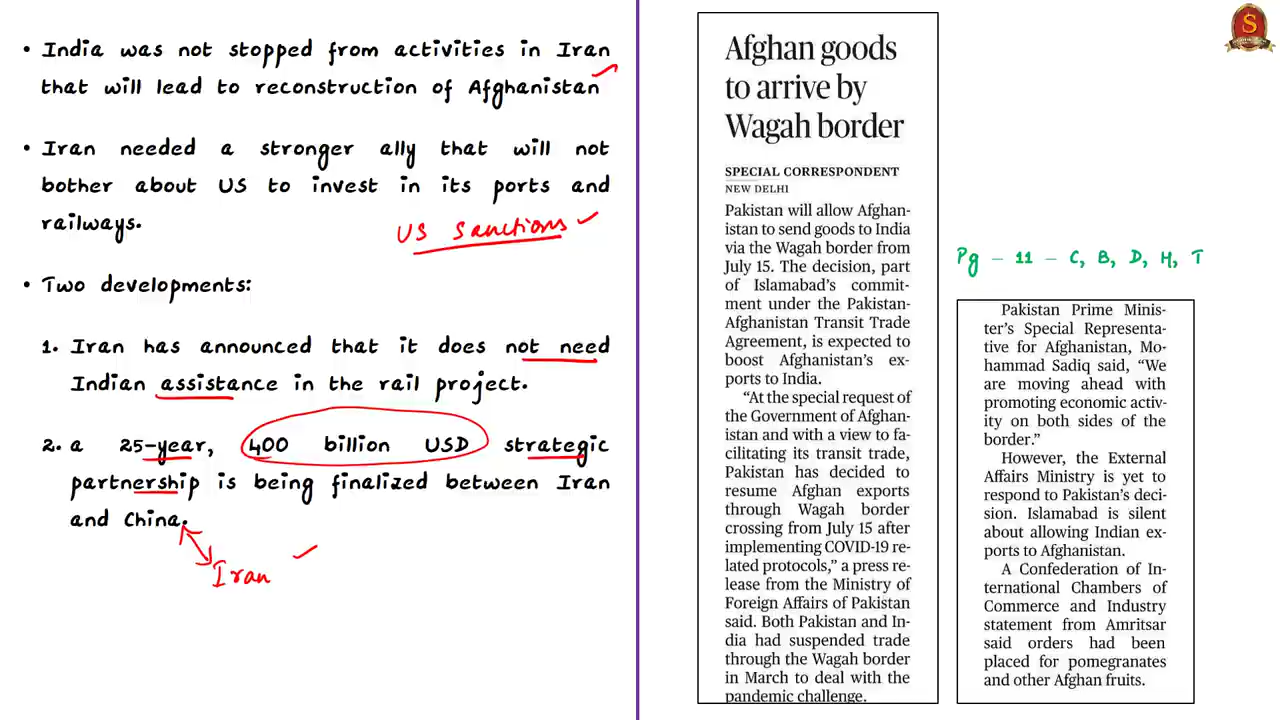 • India was not stopped from activities in Iran
that will lead to reconstruction of Afghanistan
• Iran needed a stronger ally that will not
bother about US to invest in its ports and
railways.
US Sanctions
• Two developments:
1. Iran has announced that it does not need
Indian assistance in the rail project.
2. a 25-year, 400 billion USD strategic
partnership is being finalized between Iran
and China.
Iran
Afghan goods
to arrive by
Wagah border
SPECIAL CORRESPONDENT
NEW DELHI
Pakistan will allow Afghan-
istan to send goods to India
via the Wagah border from
July 15. The decision, part
of Islamabad's commit-
ment under the Pakistan-
Afghanistan Transit Trade
Agreement, is expected to
boost Afghanistan's ex-
ports to India.
"At the special request of
the Government of Afghan-
istan and with a view to fa-
cilitating its transit trade,
Pakistan has decided to
resume Afghan exports
through Wagah border
crossing from July 15 after
implementing COVID-19 re-
lated protocols," a press re-
lease from the Ministry of
Foreign Affairs of Pakistan
said. Both Pakistan and In-
dia had suspended trade
through the Wagah border
in March to deal with the
pandemic challenge.
S
Pg - 11 - C, B, D, H, T
Pakistan Prime Minis-
ter's Special Representa-
tive for Afghanistan, Mo-
hammad Sadiq said, "We
are moving ahead with
promoting economic activ-
ity on both sides of the
border."
However, the External
Affairs Ministry is yet to
respond to Pakistan's deci-
sion. Islamabad is silent
about allowing Indian ex-
ports to Afghanistan.
A Confederation of In-
ternational Chambers of
Commerce and Industry
statement from Amritsar
said orders had been
placed for pomegranates
and other Afghan fruits.